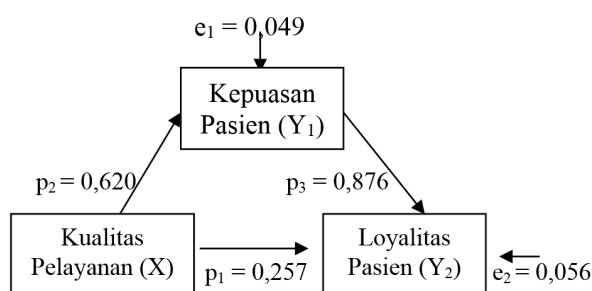 e₁ = 0,049
Kepuasan
Pasien (Y₁)
p₂ = 0,620
p₃ = 0,876
Kualitas
Pelayanan (X)
p₁ = 0,257
Loyalitas
Pasien (Y₂)
e₂ = 0,056